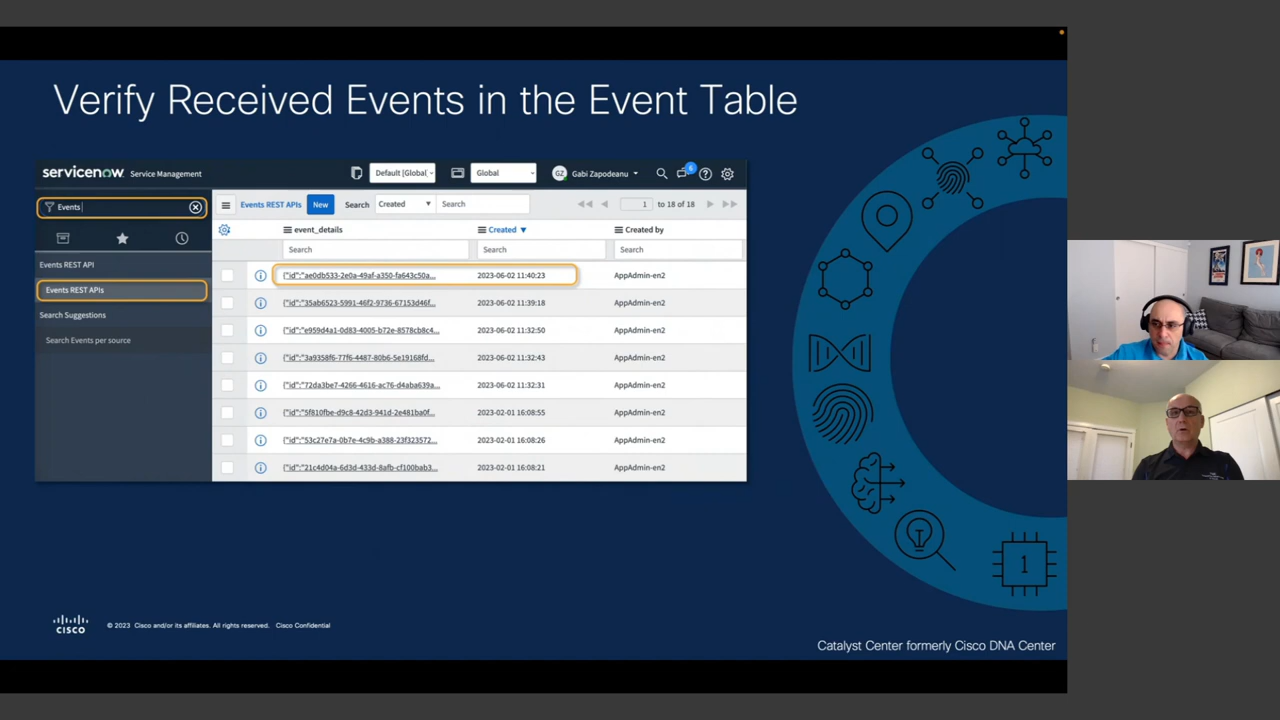 Verify Received Events in the Event Table
servicenow. Service Management
Default [Global]
Global
GZ Gabi Zapodeanu
6
Events
Events REST APIs New Search Created Search 1 to 18 of 18
event_details Created Created by
Search Search Search
Events REST API
Events REST APIs
Search Suggestions
Search Events per source
{"id":"ae0db533-2e0a-49af-a350-fa643c50a... 2023-06-02 11:40:23 AppAdmin-en2
{"id":"35ab6523-5991-46f2-9736-67153d46f... 2023-06-02 11:39:18 AppAdmin-en2
{"id":"e959d4a1-0d83-4005-b72e-8578cb8c4... 2023-06-02 11:32:50 AppAdmin-en2
{"id":"3a9358f6-77f6-4487-80b6-5e19168fd... 2023-06-02 11:32:43 AppAdmin-en2
{"id":"72da3be7-4266-4616-ac76-d4aba639a... 2023-06-02 11:32:31 AppAdmin-en2
{"id":"5f810fbe-d9c8-42d3-941d-2e481ba0f... 2023-02-01 16:08:55 AppAdmin-en2
{"id":"53c27e7a-0b7e-4c9b-a388-23f323572... 2023-02-01 16:08:26 AppAdmin-en2
{"id":"21c4d04a-6d3d-433d-8afb-cf100bab3... 2023-02-01 16:08:21 AppAdmin-en2
1
CISCO © 2023 Cisco and/or its affiliates. All rights reserved. Cisco Confidential
Catalyst Center formerly Cisco DNA Center